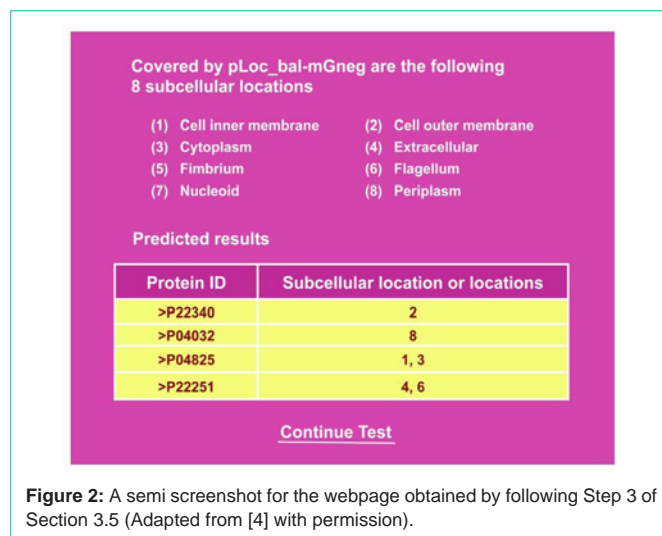 Covered by pLoc_bal-mGneg are the following
8 subcellular locations
(1) Cell inner membrane (2) Cell outer membrane
(3) Cytoplasm (4) Extracellular
(5) Fimbrium (6) Flagellum
(7) Nucleoid (8) Periplasm
Predicted results
Protein ID Subcellular location or locations
>P22340 2
>P04032 8
>P04825 1, 3
>P22251 4, 6
Continue Test
Figure 2: A semi screenshot for the webpage obtained by following Step 3 of
Section 3.5 (Adapted from [4] with permission).